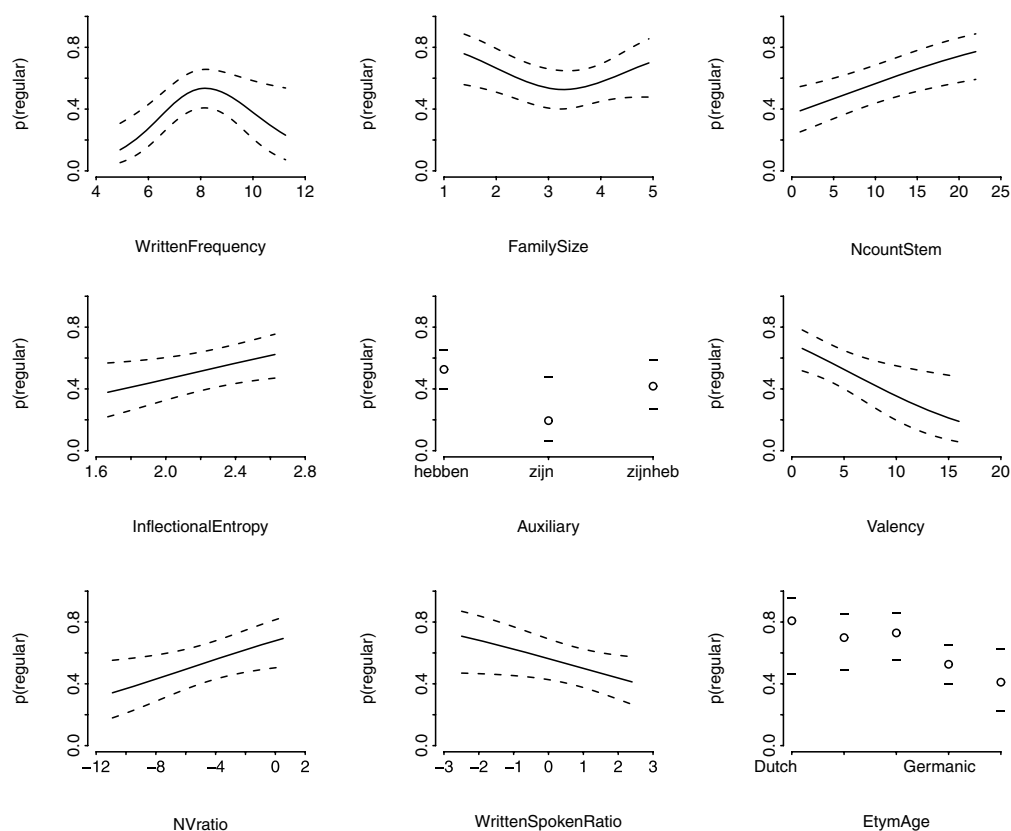 p(regular)
0.0 0.4 0.8
4 6 8 10 12
WrittenFrequency
p(regular)
0.0 0.4 0.8
1 2 3 4 5
FamilySize
p(regular)
0.0 0.4 0.8
0 5 10 15 20 25
NcountStem
p(regular)
0.0 0.4 0.8
1.6 2.0 2.4 2.8
InflectionalEntropy
p(regular)
0.0 0.4 0.8
hebben zijn zijnheb
Auxiliary
p(regular)
0.0 0.4 0.8
0 5 10 15 20
Valency
p(regular)
0.0 0.4 0.8
−12 −8 −4 0 2
NVratio
p(regular)
0.0 0.4 0.8
−3 −2 −1 0 1 2 3
WrittenSpokenRatio
p(regular)
0.0 0.4 0.8
Dutch Germanic
EtymAge